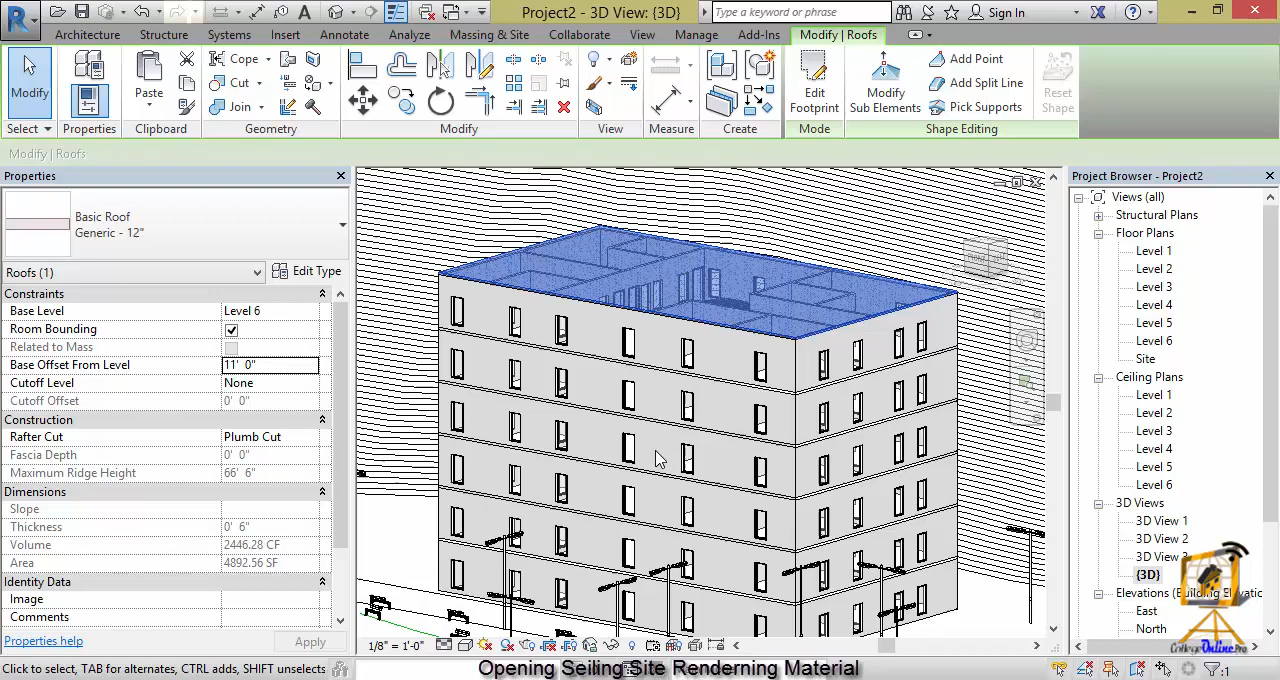 Project2 - 3D View: {3D}
Type a keyword or phrase
Sign In
Architecture Structure Systems Insert Annotate Analyze Massing & Site Collaborate View Manage Add-Ins Modify | Roofs
Modify
Select
Properties
Paste
Clipboard
Cope
Cut
Join
Geometry
Modify
View
Measure
Create
Edit Footprint
Mode
Modify Sub Elements
Add Point
Add Split Line
Pick Supports
Reset Shape
Shape Editing
Modify | Roofs
Properties
Basic Roof
Generic - 12"
Roofs (1)
Edit Type
Constraints
Base Level Level 6
Room Bounding
Related to Mass
Base Offset From Level 11' 0"
Cutoff Level None
Cutoff Offset 0' 0"
Construction
Rafter Cut Plumb Cut
Fascia Depth 0' 0"
Maximum Ridge Height 66' 6"
Dimensions
Slope
Thickness 0' 6"
Volume 2446.28 CF
Area 4892.56 SF
Identity Data
Image
Comments
Properties help
Apply
1/8" = 1'-0"
Project Browser - Project2
Views (all)
Structural Plans
Floor Plans
Level 1
Level 2
Level 3
Level 4
Level 5
Level 6
Site
Ceiling Plans
Level 1
Level 2
Level 3
Level 4
Level 5
Level 6
3D Views
3D View 1
3D View 2
3D View
{3D}
Elevations (Building Elevatic
East
North
CollegeOnline.Pro
Click to select, TAB for alternates, CTRL adds, SHIFT unselects
Opening Seiling Site Rendernning Material
:1